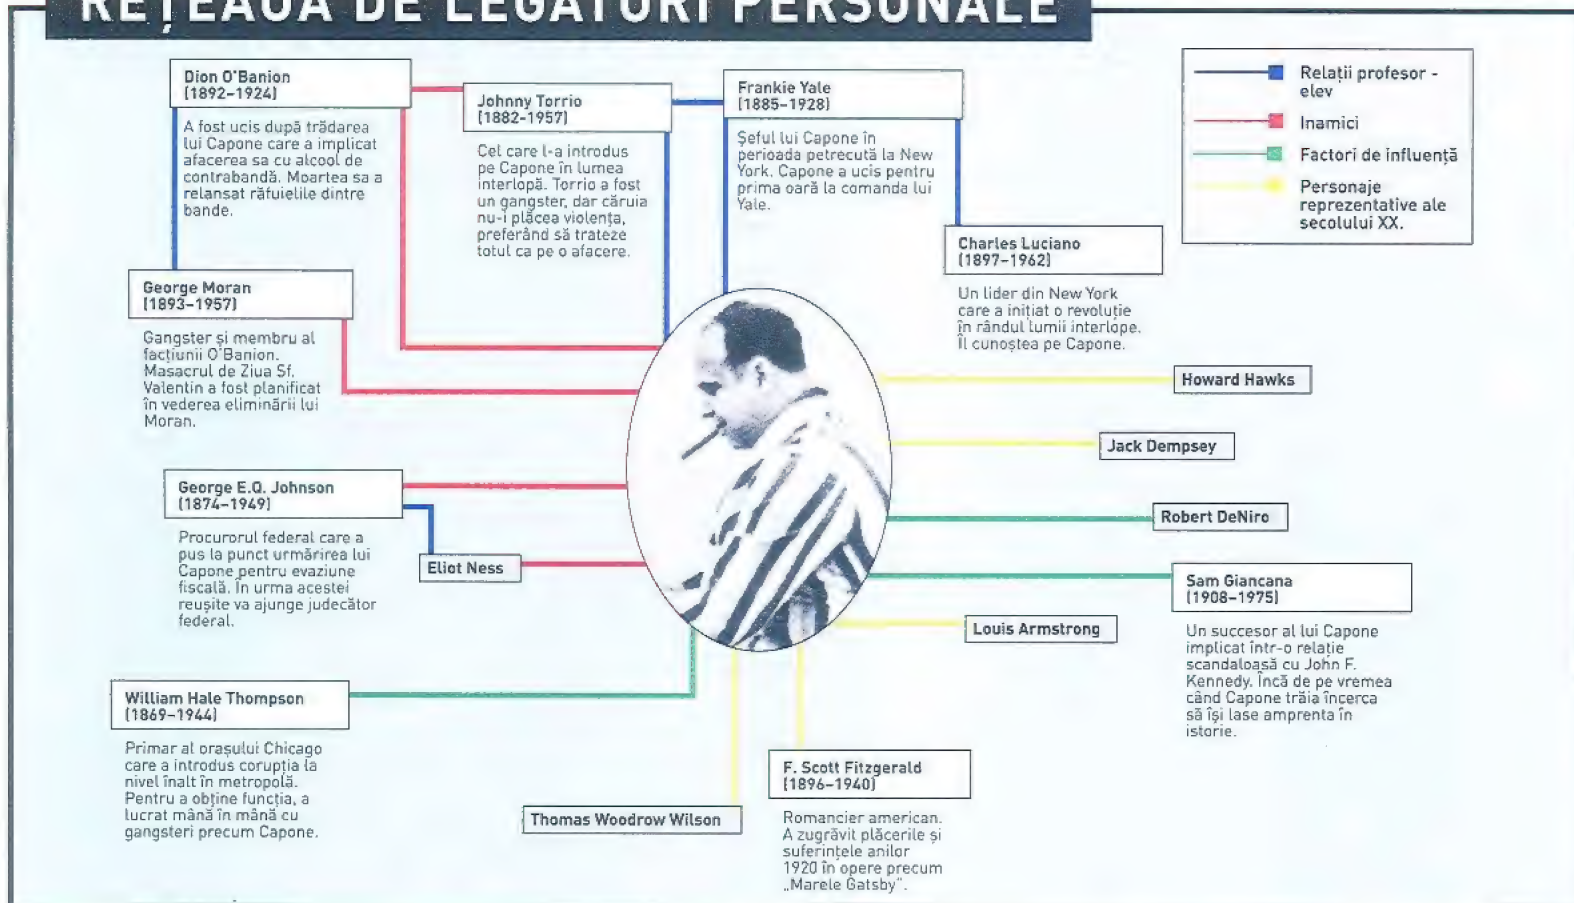 REȚEAUA DE LEGĂTURI PERSONALE
Dion O'Banion
(1892–1924)
A fost ucis după trădarea
lui Capone care a implicat
afacerea sa cu alcool de
contrabandă. Moartea sa a
relansat răfuielile dintre
bande.
Johnny Torrio
(1882–1957)
Cel care l-a introdus
pe Capone în lumea
interlopă. Torrio a fost
un gangster, dar căruia
nu-i plăcea violența,
preferând să trateze
totul ca pe o afacere.
Frankie Yale
(1885–1928)
Șeful lui Capone în
perioada petrecută la New
York. Capone a ucis pentru
prima oară la comanda lui
Yale.
Relații profesor -
elev
Inamici
Factori de influență
Personaje
reprezentative ale
secolului XX.
Charles Luciano
(1897–1962)
Un lider din New York
care a inițiat o revoluție
în rândul lumii interlope.
Îl cunoștea pe Capone.
George Moran
(1893–1957)
Gangster și membru al
facțiunii O'Banion.
Masacrul de Ziua Sf.
Valentin a fost planificat
în vederea eliminării lui
Moran.
Howard Hawks
Jack Dempsey
George E.Q. Johnson
(1874–1949)
Procurorul federal care a
pus la punct urmărirea lui
Capone pentru evaziune
fiscală. În urma acestei
reușite va ajunge judecător
federal.
Eliot Ness
Robert DeNiro
Sam Giancana
(1908–1975)
Un succesor al lui Capone
implicat într-o relație
scandaloasă cu John F.
Kennedy. Încă de pe vremea
când Capone trăia încerca
să își lase amprenta în
istorie.
Louis Armstrong
William Hale Thompson
(1869–1944)
Primar al orașului Chicago
care a introdus corupția la
nivel înalt în metropolă.
Pentru a obține funcția, a
lucrat mână în mână cu
gangsteri precum Capone.
Thomas Woodrow Wilson
F. Scott Fitzgerald
(1896–1940)
Romancier american.
A zugrăvit plăcerile și
suferințele anilor
1920 în opere precum
„Marele Gatsby”.